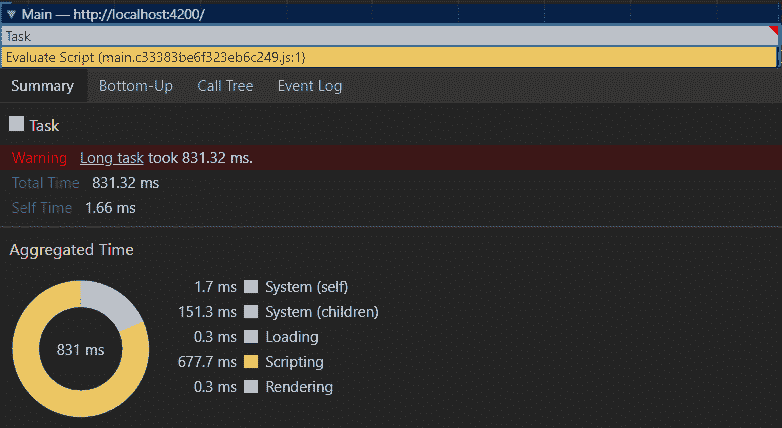 Main — http://localhost:4200/
Task
Evaluate Script (main.c33383be6f323eb6c249.js:1)
Summary Bottom-Up Call Tree Event Log
Task
Warning Long task took 831.32 ms.
Total Time 831.32 ms
Self Time 1.66 ms
Aggregated Time
1.7 ms System (self)
151.3 ms System (children)
0.3 ms Loading
831 ms
677.7 ms Scripting
0.3 ms Rendering